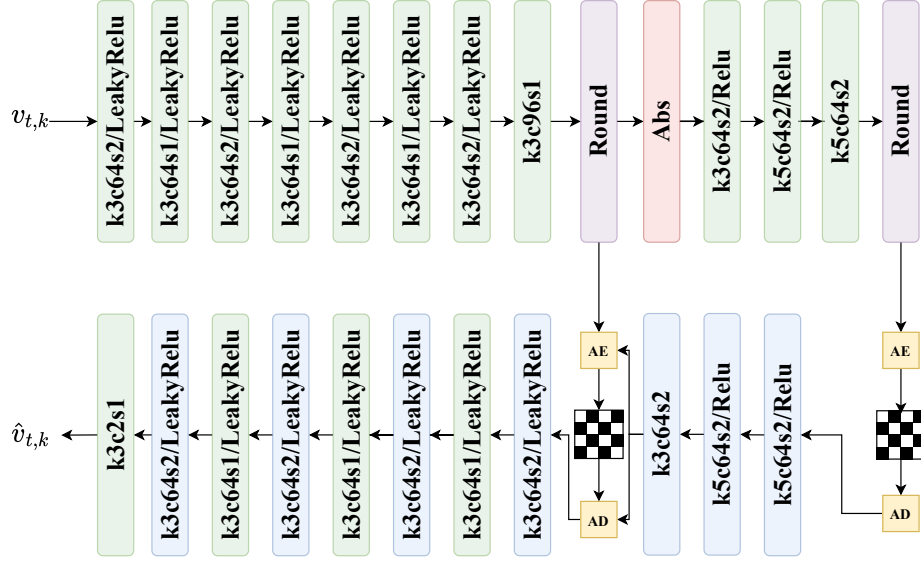 v_{t,k}
k3c64s2/LeakyRelu
k3c64s1/LeakyRelu
k3c64s2/LeakyRelu
k3c64s1/LeakyRelu
k3c64s2/LeakyRelu
k3c64s1/LeakyRelu
k3c64s2/LeakyRelu
k3c96s1
Round
Abs
k3c64s2/Relu
k5c64s2/Relu
k5c64s2
Round
\hat{v}_{t,k}
k3c2s1
k3c64s2/LeakyRelu
k3c64s1/LeakyRelu
k3c64s2/LeakyRelu
k3c64s1/LeakyRelu
k3c64s2/LeakyRelu
k3c64s1/LeakyRelu
k3c64s2/LeakyRelu
AE
AD
k3c64s2
k5c64s2/Relu
k5c64s2/Relu
AE
AD